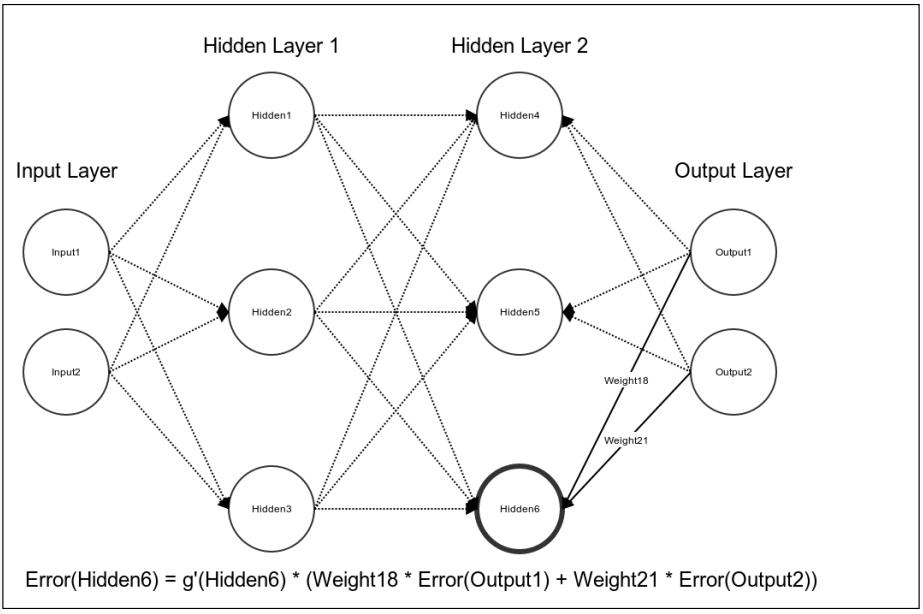 Hidden Layer 1
Hidden Layer 2
Hidden1
Hidden4
Input Layer
Output Layer
Input1
Output1
Hidden2
Hidden5
Input2
Output2
Weight18
Weight21
Hidden3
Hidden6
Error(Hidden6) = g'(Hidden6) * (Weight18 * Error(Output1) + Weight21 * Error(Output2))